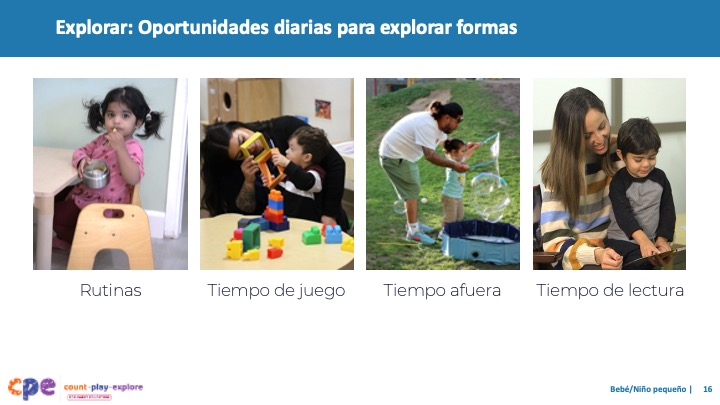 Explorar: Oportunidades diarias para explorar formas
Rutinas
Tiempo de juego
Tiempo afuera
Tiempo de lectura
cpe
count·play·explore
Bebé/Niño pequeño | 16